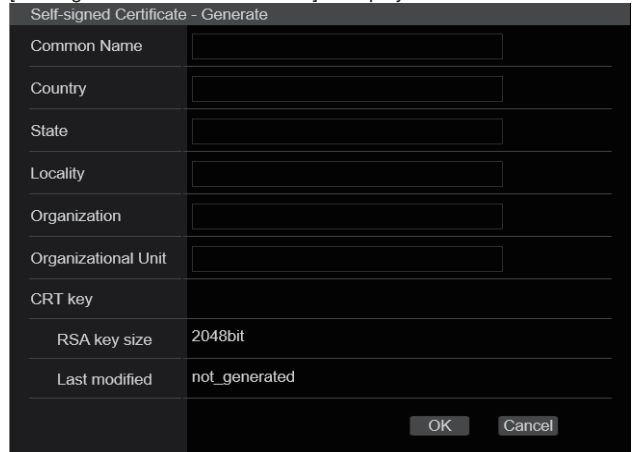 Self-signed Certificate - Generate
Common Name
Country
State
Locality
Organization
Organizational Unit
CRT key
RSA key size 2048bit
Last modified not_generated
OK Cancel